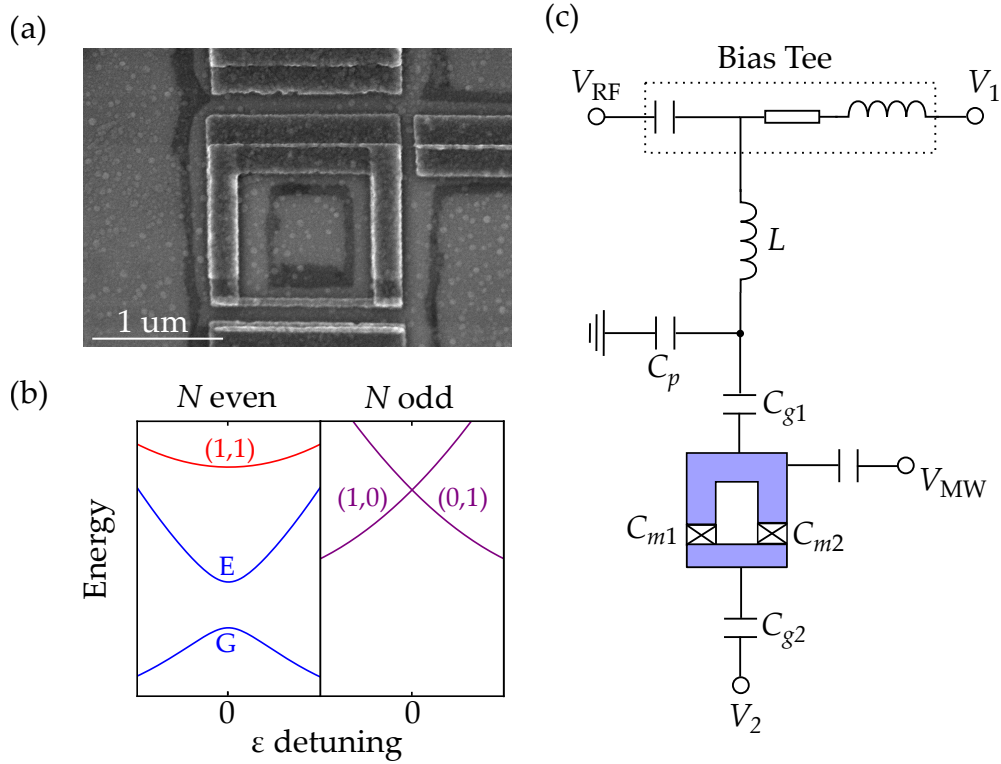 (a)
1 um
(b)
N even
N odd
(1,1)
(1,0)
(0,1)
E
G
Energy
0
0
ε detuning
(c)
Bias Tee
V_RF
V_1
L
C_p
C_g1
V_MW
C_m1
C_m2
C_g2
V_2